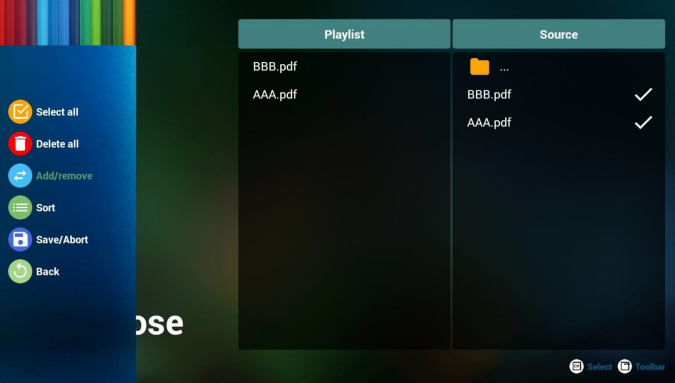 Playlist
Source
BBB.pdf
AAA.pdf
...
BBB.pdf
AAA.pdf
Select all
Delete all
Add/remove
Sort
Save/Abort
Back
ose
Select
Toolbar